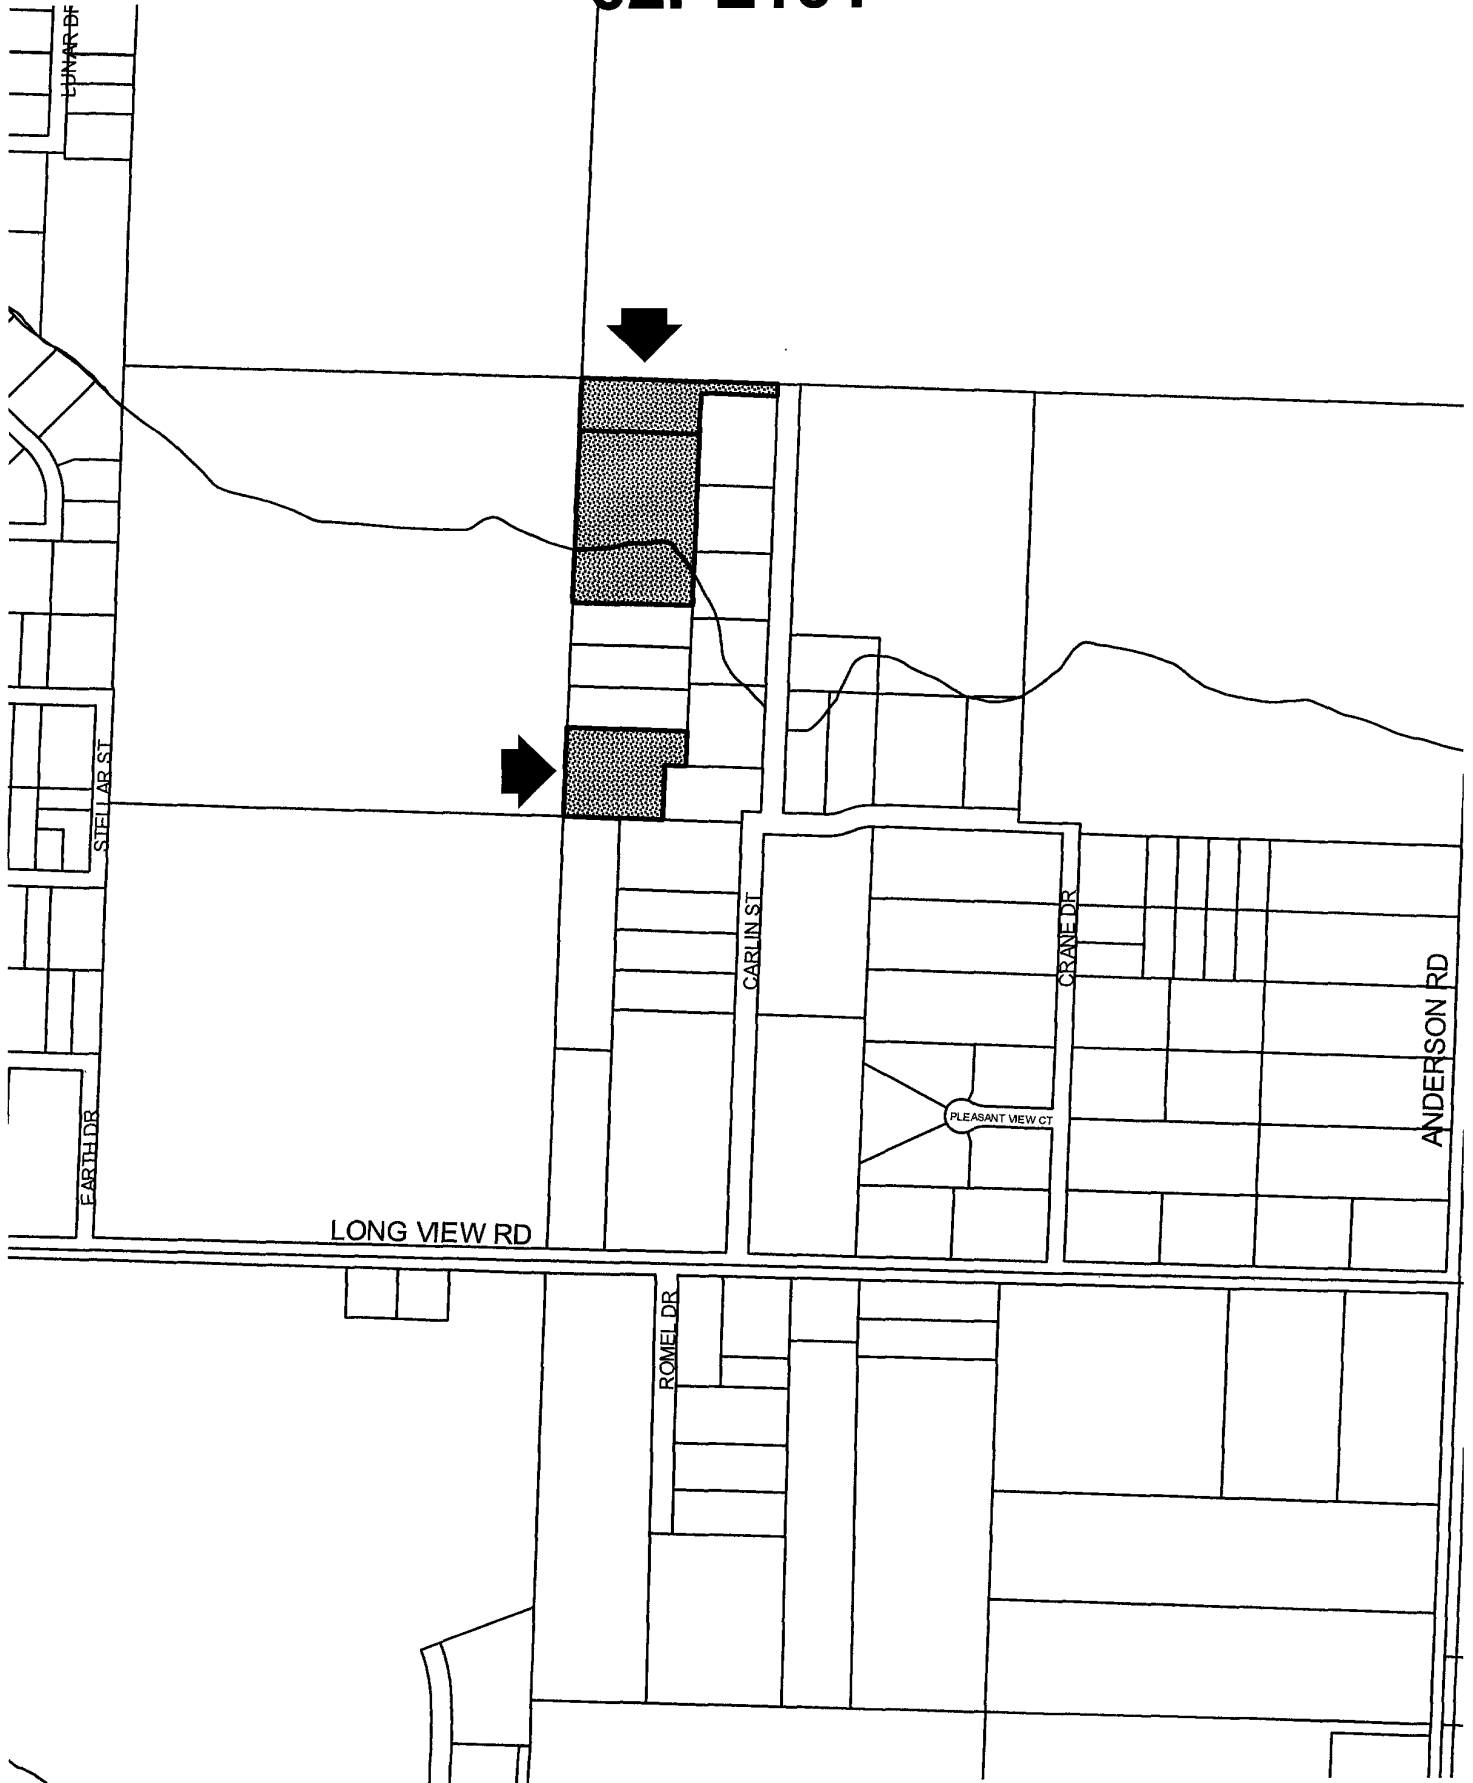 LUNAR DR
STELLAR ST
CARLIN ST
CRANE DR
ANDERSON RD
PLEASANT VIEW CT
EARTH DR
LONG VIEW RD
ROMEL DR